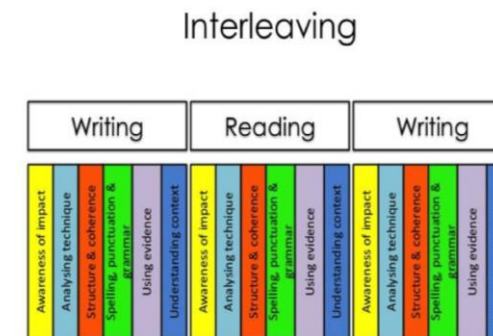 Interleaving
Writing
Reading
Writing
Awareness of impact
Analysing technique
Structure & coherence
Spelling, punctuation &
grammar
Using evidence
Understanding context
Awareness of impact
Analysing technique
Structure & coherence
Spelling, punctuation &
grammar
Using evidence
Understanding context
Awareness of impact
Analysing technique
Structure & coherence
Spelling, punctuation &
grammar
Using evidence